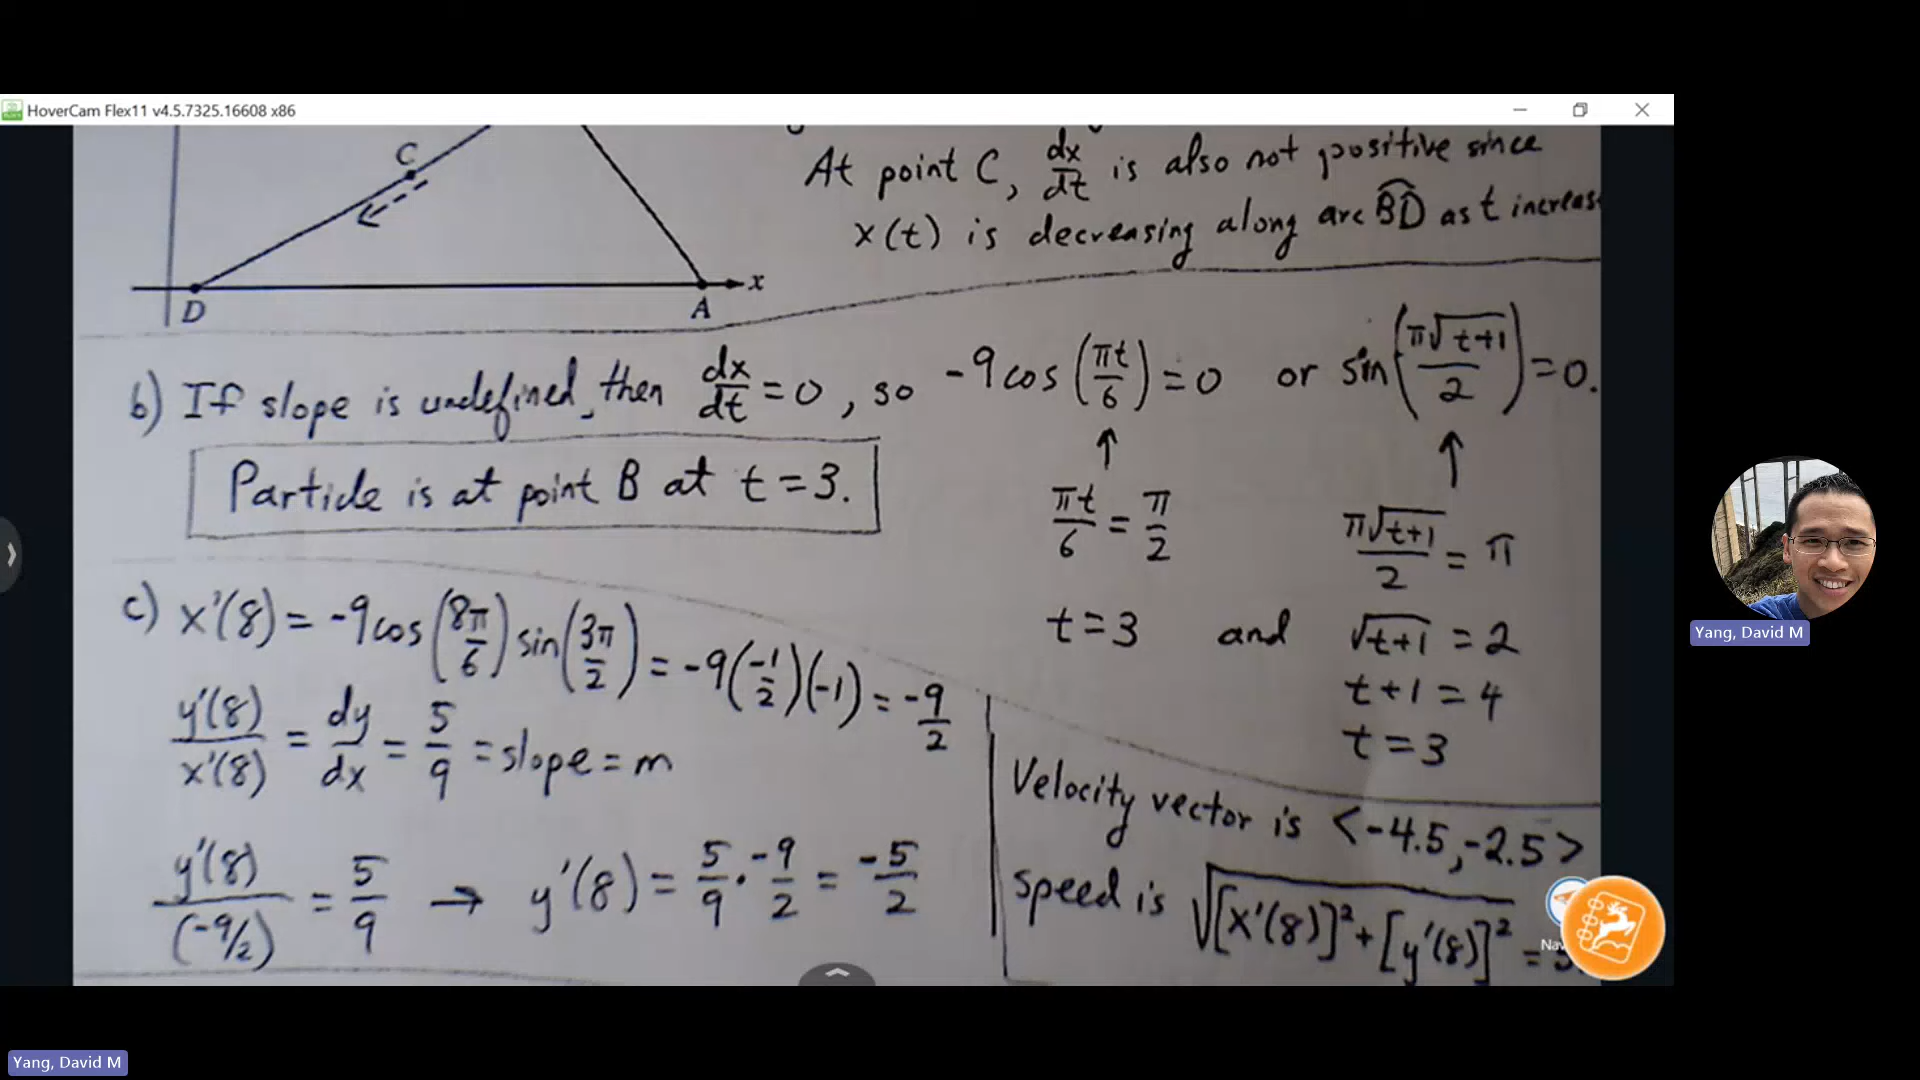 HoverCam Flex11 v4.5.7325.16608 x86
C
D
A
x
At point C, dx/dt is also not positive since
x(t) is decreasing along arc BD as t increas
b) If slope is undefined, then dx/dt = 0, so -9cos(πt/6) = 0 or sin(π√(t+1)/2) = 0.
Particle is at point B at t = 3.
πt/6 = π/2
π√(t+1)/2 = π
t = 3 and √(t+1) = 2
t + 1 = 4
t = 3
c) x'(8) = -9cos(8π/6) sin(3π/2) = -9(-1/2)(-1) = -9/2
y'(8)/x'(8) = dy/dx = 5/9 = slope = m
y'(8)/(-9/2) = 5/9 → y'(8) = 5/9 · -9/2 = -5/2
Velocity vector is <-4.5, -2.5>
speed is √([x'(8)]² + [y'(8)]²) =
Yang, David M
Yang, David M